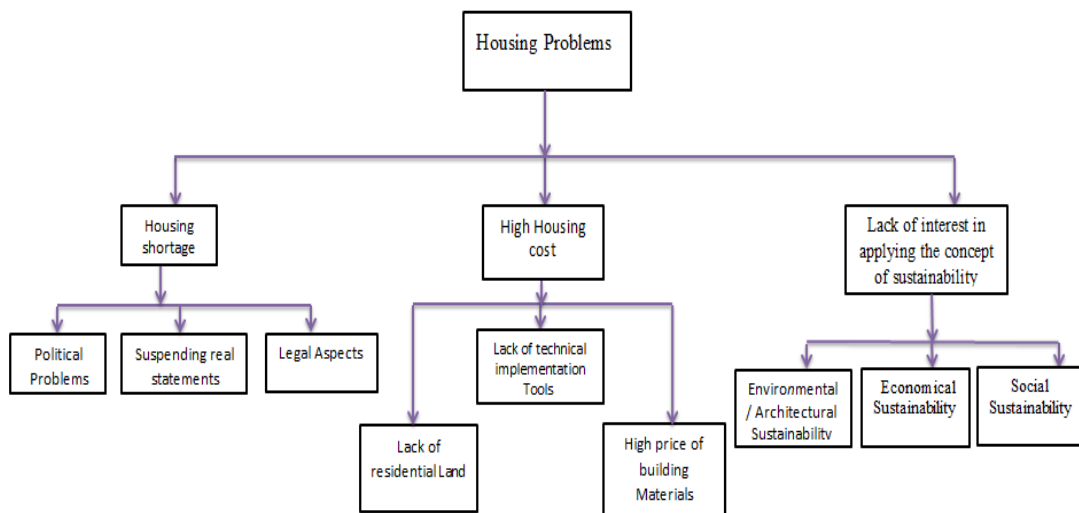 Housing Problems
Housing
shortage
High Housing
cost
Lack of interest in
applying the concept
of sustainability
Political
Problems
Suspending real
statements
Legal Aspects
Lack of technical
implementation
Tools
Lack of
residential Land
High price of
building
Materials
Environmental
/ Architectural
Sustainability
Economical
Sustainability
Social
Sustainability